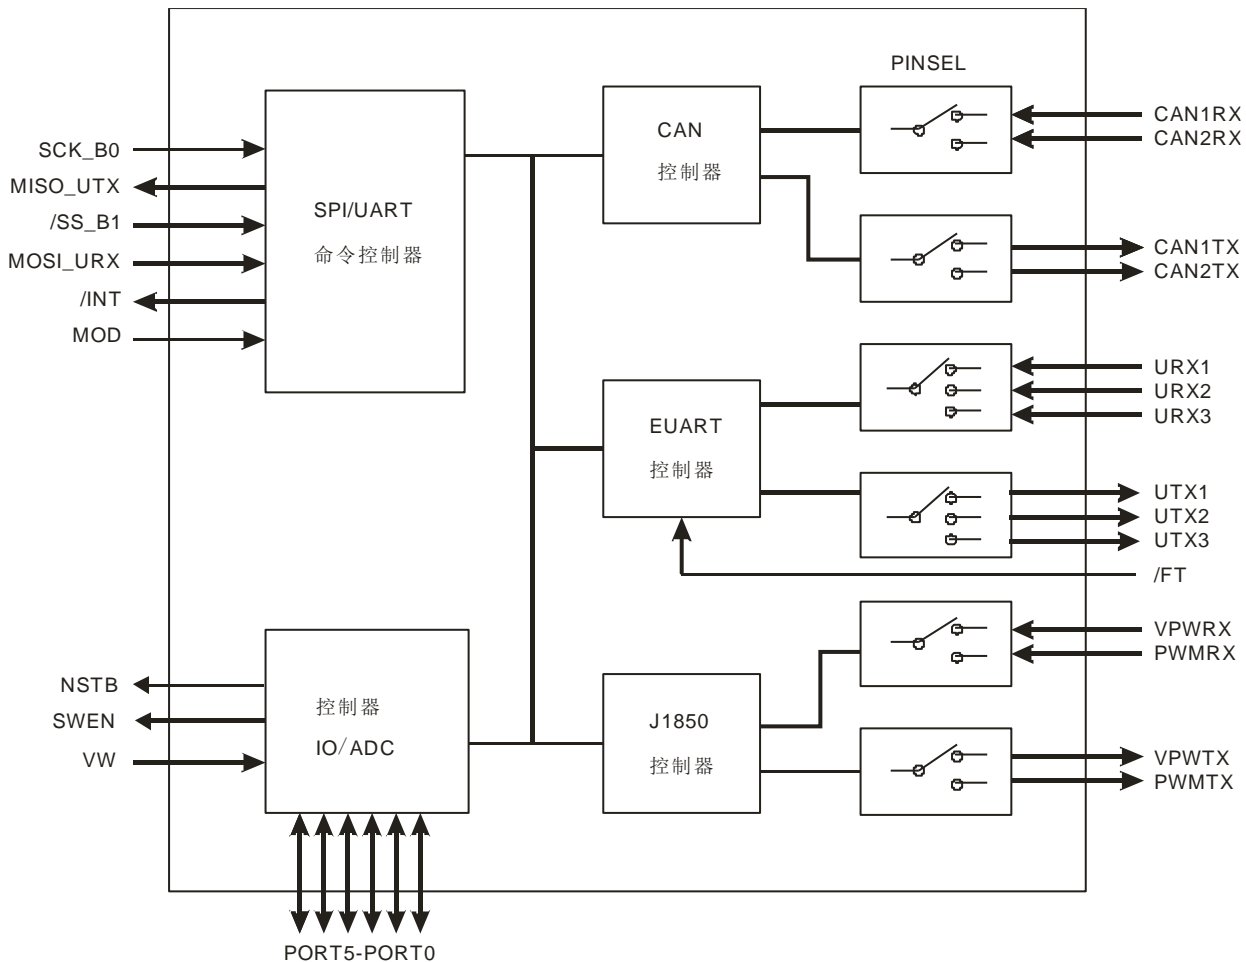 PINSEL
SCK_B0
MISO_UTX
/SS_B1
MOSI_URX
/INT
MOD
SPI/UART
命令控制器
CAN
控制器
CAN1RX
CAN2RX
CAN1TX
CAN2TX
EUART
控制器
URX1
URX2
URX3
UTX1
UTX2
UTX3
/FT
NSTB
SWEN
VW
控制器
IO/ADC
J1850
控制器
VPWRX
PWMRX
VPWTX
PWMTX
PORT5-PORT0